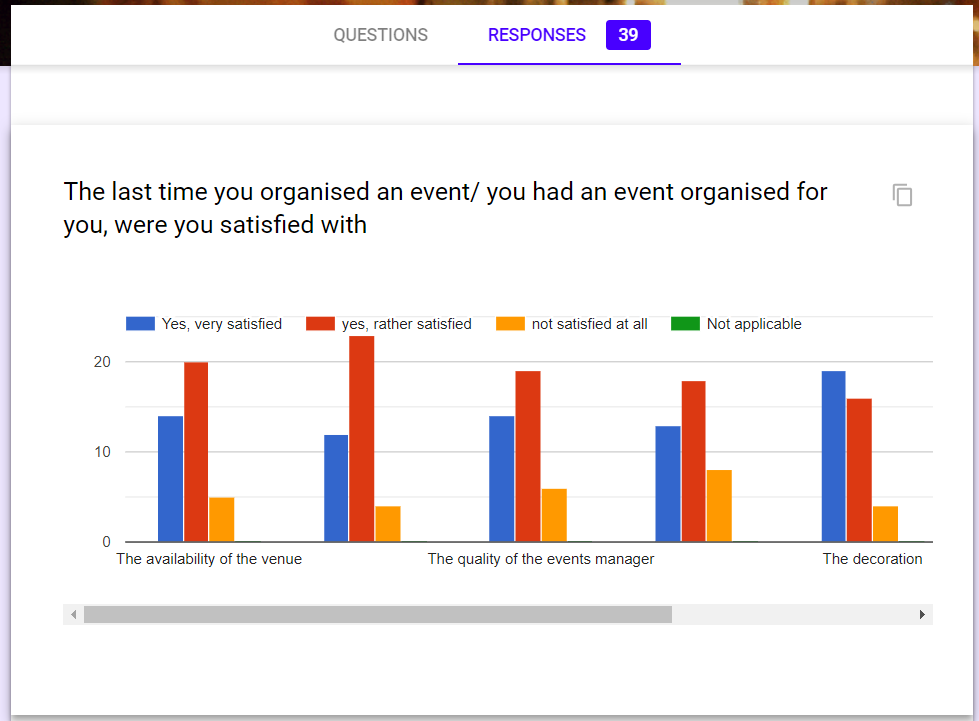 QUESTIONS RESPONSES 39
The last time you organised an event/ you had an event organised for
you, were you satisfied with
Yes, very satisfied yes, rather satisfied not satisfied at all Not applicable
20
10
0
The availability of the venue The quality of the events manager The decoration